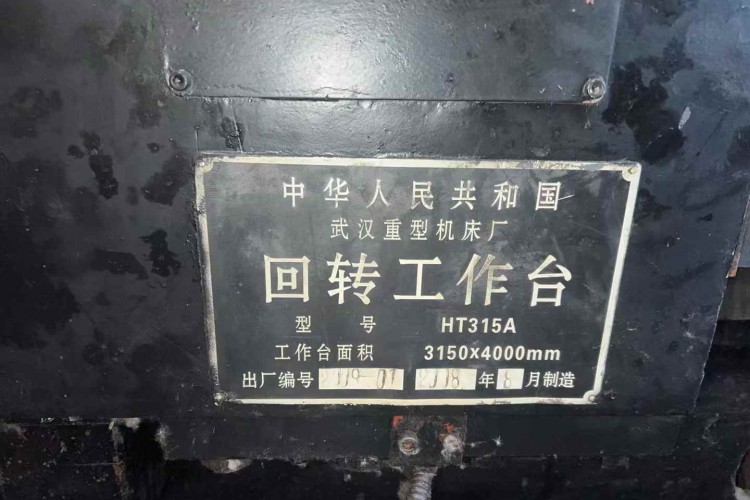 中华人民共和国
武汉重型机床厂
回转工作台
型 号 HT315A
工作台面积 3150X4000mm
出厂编号 年 月制造